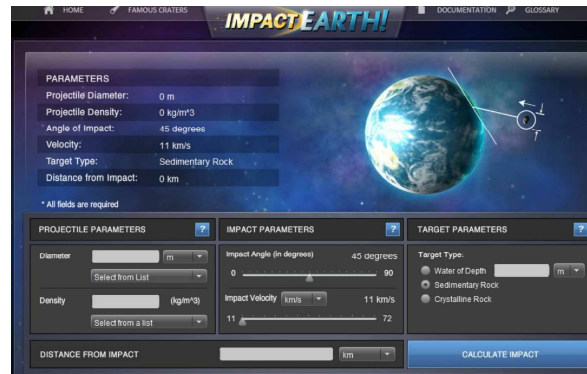 HOME
FAMOUS CRATERS
IMPACT EARTH!
DOCUMENTATION
GLOSSARY
PARAMETERS
Projectile Diameter: 0 m
Projectile Density: 0 kg/m^3
Angle of Impact: 45 degrees
Velocity: 11 km/s
Target Type: Sedimentary Rock
Distance from Impact: 0 km
* All fields are required
PROJECTILE PARAMETERS ?
Diameter m
Select from List
Density (kg/m^3)
Select from a list
IMPACT PARAMETERS ?
Impact Angle (in degrees) 45 degrees
0 90
Impact Velocity km/s 11 km/s
11 72
TARGET PARAMETERS ?
Target Type:
Water of Depth m
Sedimentary Rock
Crystalline Rock
DISTANCE FROM IMPACT km
CALCULATE IMPACT